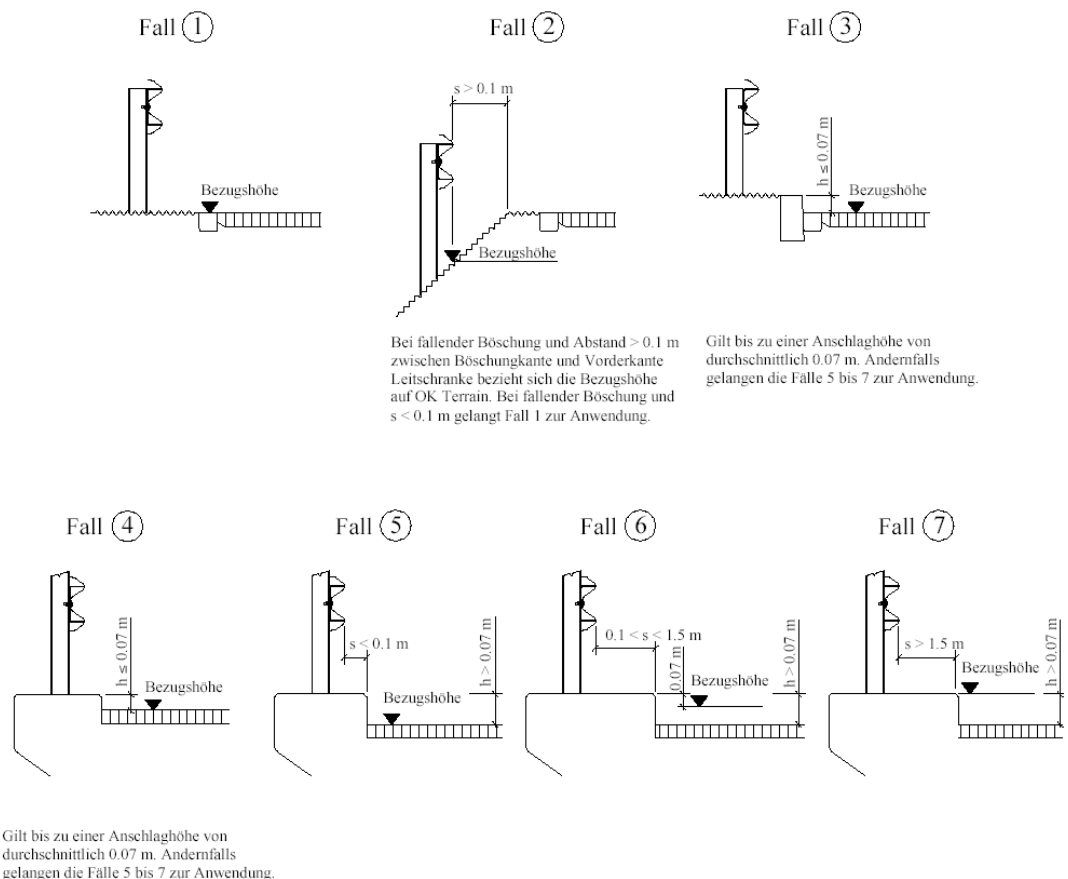 Fall 1
Fall 2
Fall 3
s > 0.1 m
h ≤ 0.07 m
Bezugshöhe
Bezugshöhe
Bezugshöhe
Bei fallender Böschung und Abstand > 0.1 m
zwischen Böschungkante und Vorderkante
Leitschranke bezieht sich die Bezugshöhe
auf OK Terrain. Bei fallender Böschung und
s < 0.1 m gelangt Fall 1 zur Anwendung.
Gilt bis zu einer Anschlaghöhe von
durchschnittlich 0.07 m. Andernfalls
gelangen die Fälle 5 bis 7 zur Anwendung.
Fall 4
Fall 5
Fall 6
Fall 7
h ≤ 0.07 m
Bezugshöhe
s < 0.1 m
h > 0.07 m
Bezugshöhe
0.1 < s < 1.5 m
0.07 m
h > 0.07 m
Bezugshöhe
s > 1.5 m
h > 0.07 m
Bezugshöhe
Gilt bis zu einer Anschlaghöhe von
durchschnittlich 0.07 m. Andernfalls
gelangen die Fälle 5 bis 7 zur Anwendung.